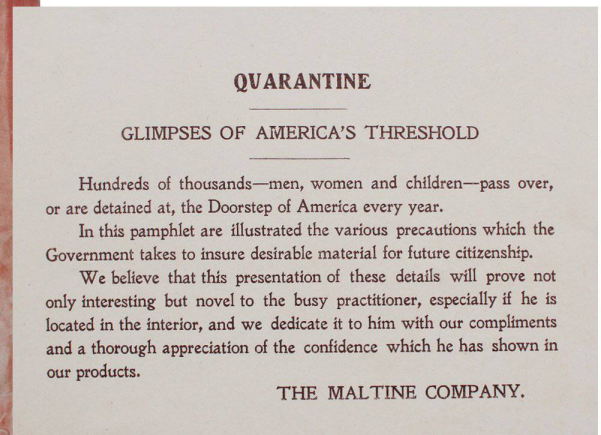 QVARANTINE
GLIMPSES OF AMERICA'S THRESHOLD
Hundreds of thousands—men, women and children—pass over,
or are detained at, the Doorstep of America every year.
In this pamphlet are illustrated the various precautions which the
Government takes to insure desirable material for future citizenship.
We believe that this presentation of these details will prove not
only interesting but novel to the busy practitioner, especially if he is
located in the interior, and we dedicate it to him with our compliments
and a thorough appreciation of the confidence which he has shown in
our products.
THE MALTINE COMPANY.